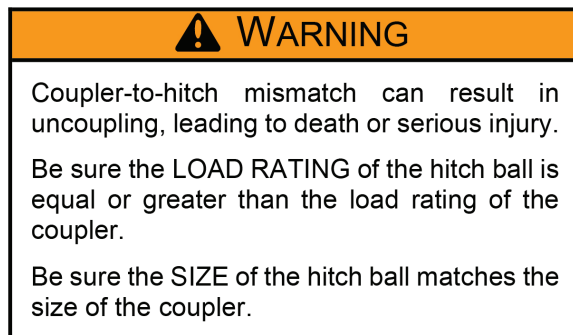 WARNING
Coupler-to-hitch mismatch can result in
uncoupling, leading to death or serious injury.
Be sure the LOAD RATING of the hitch ball is
equal or greater than the load rating of the
coupler.
Be sure the SIZE of the hitch ball matches the
size of the coupler.